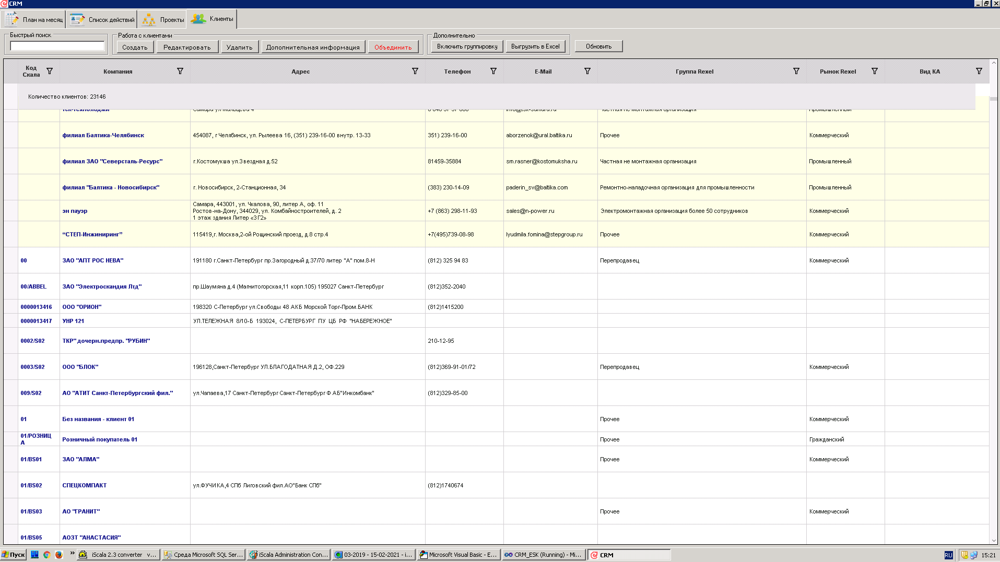 CRM
План на месяц
Список действий
Проекты
Клиенты
Быстрый поиск
Работа с клиентами
Дополнительно
Создать
Редактировать
Удалить
Дополнительная информация
Объединить
Включить группировку
Выгрузить в Excel
Обновить
Код Скала
Компания
Адрес
Телефон
E-Mail
Группа Rexel
Рынок Rexel
Вид КА
Количество клиентов: 23146
филиал Балтика-Челябинск 454087, г Челябинск, ул. Рылеева 16, (351) 239-16-00 внутр. 13-33 351) 239-16-00 aborzenok@ural.baltika.ru Прочее Коммерческий
филиал ЗАО "Северсталь-Ресурс" г.Костомукша ул.Звездная д.52 81459-35884 sm.rasner@kostomuksha.ru Частная не монтажная организация Промышленный
филиал "Балтика - Новосибирск" г. Новосибирск, 2-Станционная, 34 (383) 230-14-09 paderin_sv@baltika.com Ремонтно-наладочная организация для промышленности Промышленный
Самара, 443001, ул. Чкалова, 90, литер А, оф. 11
эн пауэр Ростов-на-Дону, 344029, ул. Комбайностроителей, д. 2 +7 (863) 298-11-93 sales@n-power.ru Электромонтажная организация более 50 сотрудников Коммерческий
1 этаж здания Литер «3Г2»
“СТЕП-Инжиниринг” 115419,г. Москва,2-ой Рощинский проезд, д.8 стр.4 +7(495)739-08-98 lyudmila.fomina@stepgroup.ru Прочее Коммерческий
00 ЗАО "АПТ РОС НЕВА" 191180 г.Санкт-Петербург пр.Загородный д.37/70 литер "А" пом.8-Н (812) 325 94 83 Перепродавец Коммерческий
00/ABBEL ЗАО "Электроскандия Лтд" пр.Шаумяна д.4 (Магнитогорская,11 корп.105) 195027 Санкт-Петербург (812)352-2040
0000013416 ООО "ОРИОН" 198320 С-Петербург ул.Свободы 48 АКБ Морской Торг-Пром.БАНК (812)1415200
0000013417 УНР 121 УЛ.ТЕЛЕЖНАЯ 8/10-Б 193024, С-ПЕТЕРБУРГ ПУ ЦБ РФ "НАБЕРЕЖНОЕ"
0002/S02 ТКР"дочерн.предпр. "РУБИН" 210-12-95
0003/S02 ООО "БЛОК" 196128,Санкт-Петербург УЛ.БЛАГОДАТНАЯ Д.2, ОФ.229 (812)369-91-01/72 Перепродавец Коммерческий
009/S02 АО "АТИТ Санкт-Петербургский фил." ул.Чапаева,17 Санкт-Петербург Санкт-Петербург Ф АБ"Инкомбанк" (812)329-85-00
01 Без названия - клиент 01 Прочее Коммерческий
01/РОЗНИЦ
А Розничный покупатель 01 Прочее Гражданский
01/BS01 ЗАО "АЛМА" Прочее Коммерческий
01/BS02 СПЕЦКОМПАКТ ул.ФУЧИКА,4 СПб Лиговский фил.АО"Банк СПб" (812)1740674
01/BS03 АО "ГРАНИТ" Прочее Коммерческий
01/BS05 АОЗТ "АНАСТАСИЯ"
Пуск
iScala 2.3 converter v...
Среда Microsoft SQL Ser...
iScala Administration Con...
03-2019 - 15-02-2021 - i...
Microsoft Visual Basic - E...
CRM_ESK (Running) - Mi...
CRM
RU
15:21